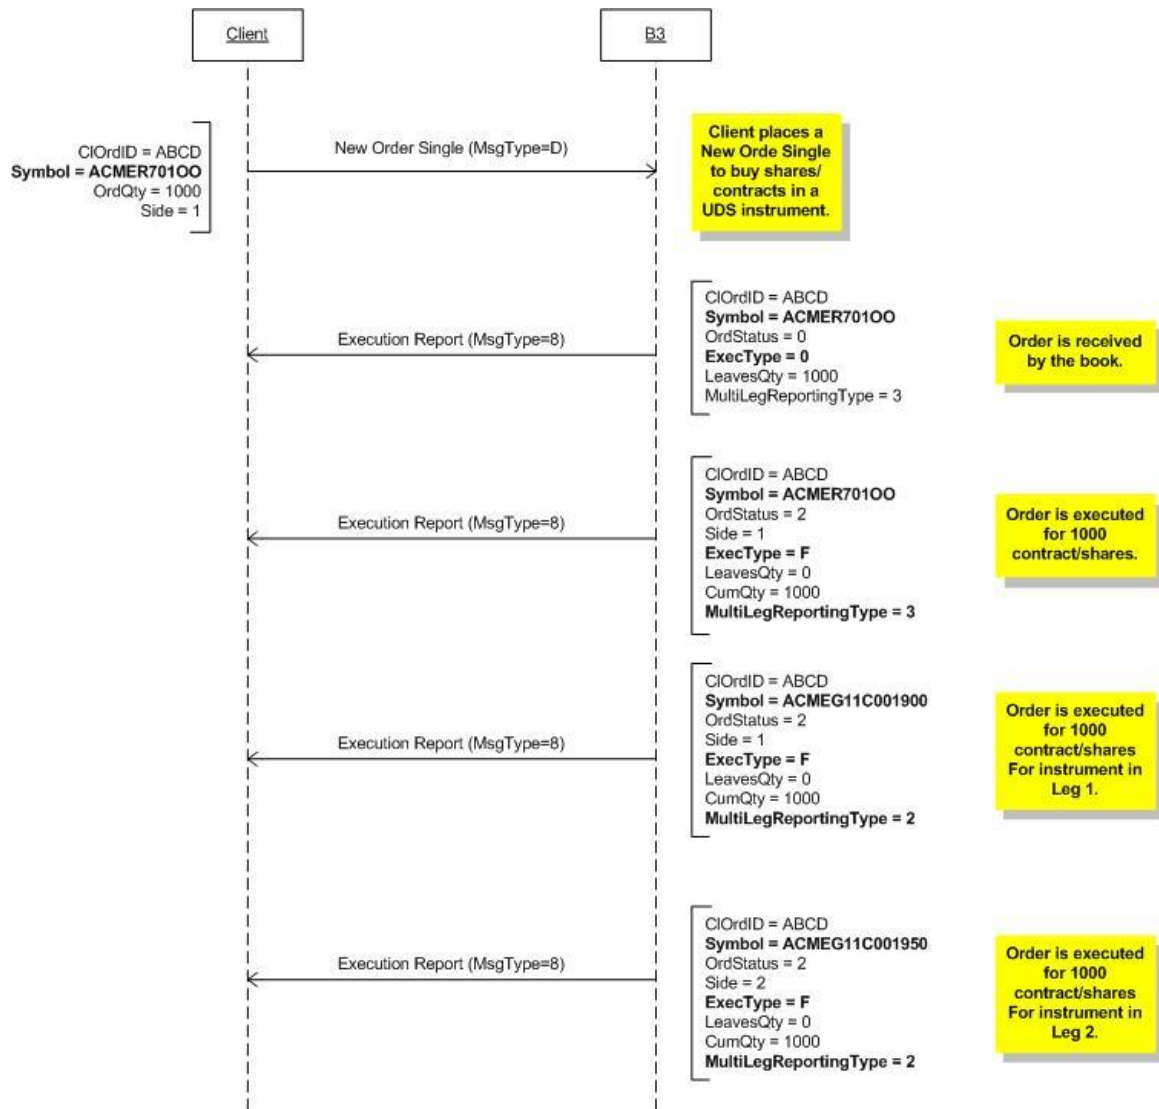 Client
B3
ClOrdID = ABCD
Symbol = ACMER701OO
OrdQty = 1000
Side = 1
New Order Single (MsgType=D)
Client places a
New Orde Single
to buy shares/
contracts in a
UDS instrument.
Execution Report (MsgType=8)
ClOrdID = ABCD
Symbol = ACMER701OO
OrdStatus = 0
ExecType = 0
LeavesQty = 1000
MultiLegReportingType = 3
Order is received
by the book.
Execution Report (MsgType=8)
ClOrdID = ABCD
Symbol = ACMER701OO
OrdStatus = 2
Side = 1
ExecType = F
LeavesQty = 0
CumQty = 1000
MultiLegReportingType = 3
Order is executed
for 1000
contract/shares.
Execution Report (MsgType=8)
ClOrdID = ABCD
Symbol = ACMEG11C001900
OrdStatus = 2
Side = 1
ExecType = F
LeavesQty = 0
CumQty = 1000
MultiLegReportingType = 2
Order is executed
for 1000
contract/shares
For instrument in
Leg 1.
Execution Report (MsgType=8)
ClOrdID = ABCD
Symbol = ACMEG11C001950
OrdStatus = 2
Side = 2
ExecType = F
LeavesQty = 0
CumQty = 1000
MultiLegReportingType = 2
Order is executed
for 1000
contract/shares
For instrument in
Leg 2.